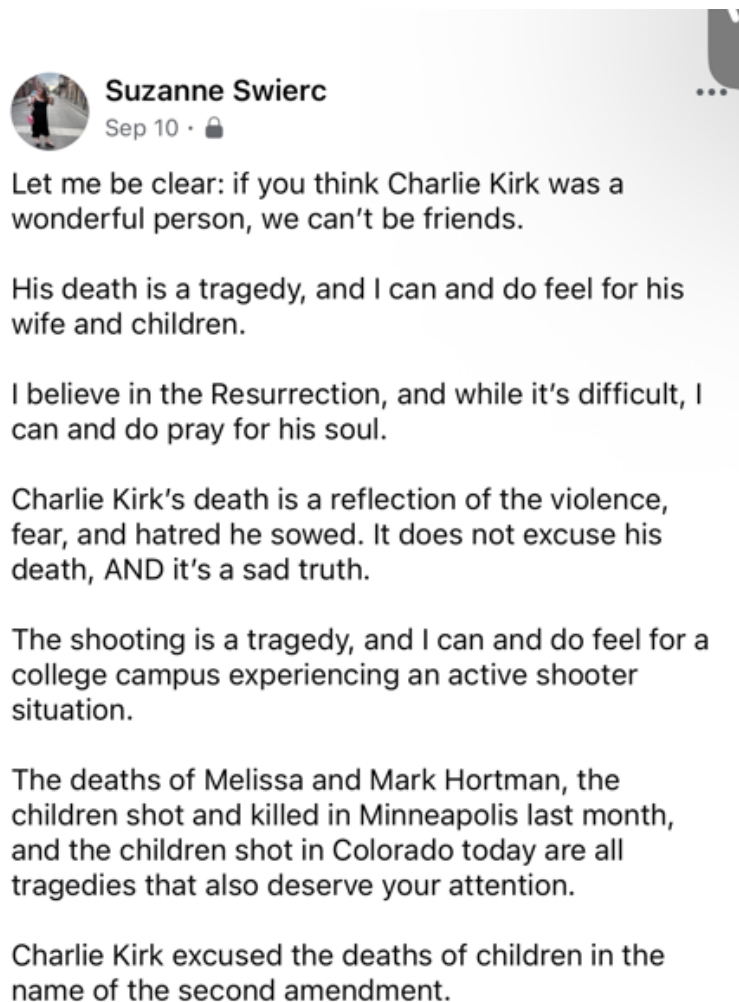 Suzanne Swierc
Sep 10 ·
Let me be clear: if you think Charlie Kirk was a
wonderful person, we can’t be friends.
His death is a tragedy, and I can and do feel for his
wife and children.
I believe in the Resurrection, and while it’s difficult, I
can and do pray for his soul.
Charlie Kirk’s death is a reflection of the violence,
fear, and hatred he sowed. It does not excuse his
death, AND it’s a sad truth.
The shooting is a tragedy, and I can and do feel for a
college campus experiencing an active shooter
situation.
The deaths of Melissa and Mark Hortman, the
children shot and killed in Minneapolis last month,
and the children shot in Colorado today are all
tragedies that also deserve your attention.
Charlie Kirk excused the deaths of children in the
name of the second amendment.